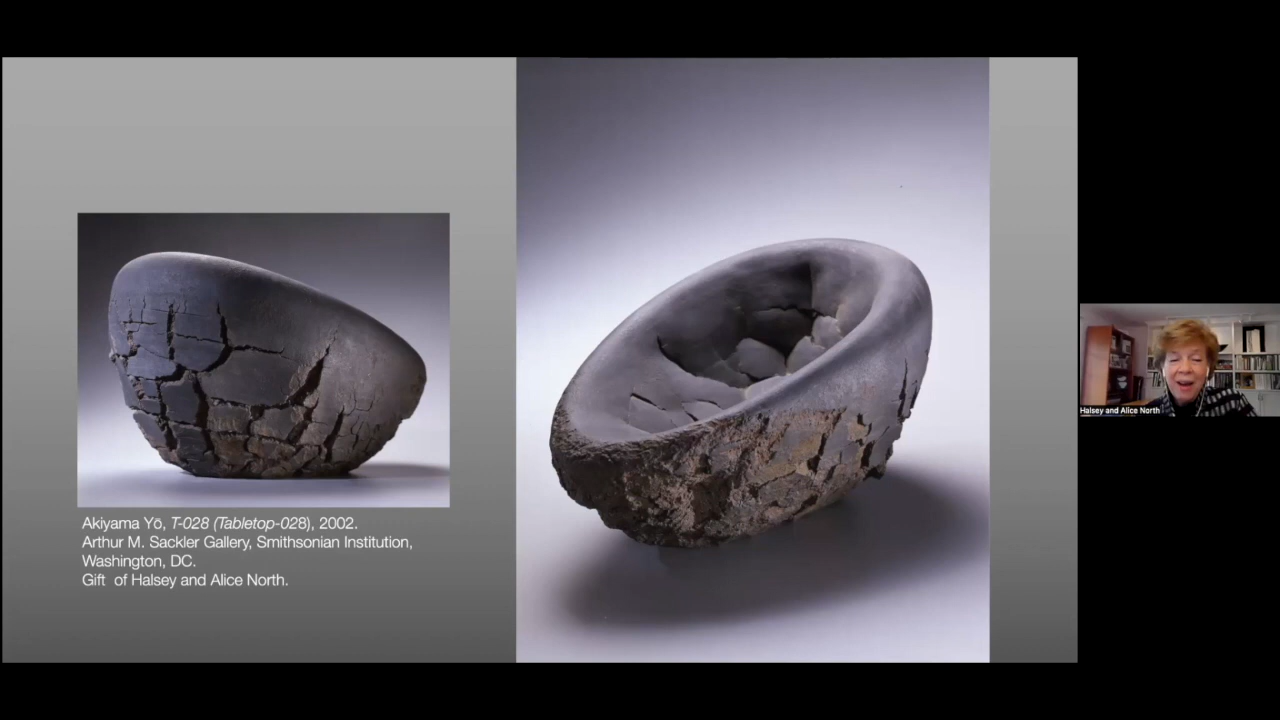 Akiyama Yō, T-028 (Tabletop-028), 2002.
Arthur M. Sackler Gallery, Smithsonian Institution,
Washington, DC.
Gift of Halsey and Alice North.
Halsey and Alice North